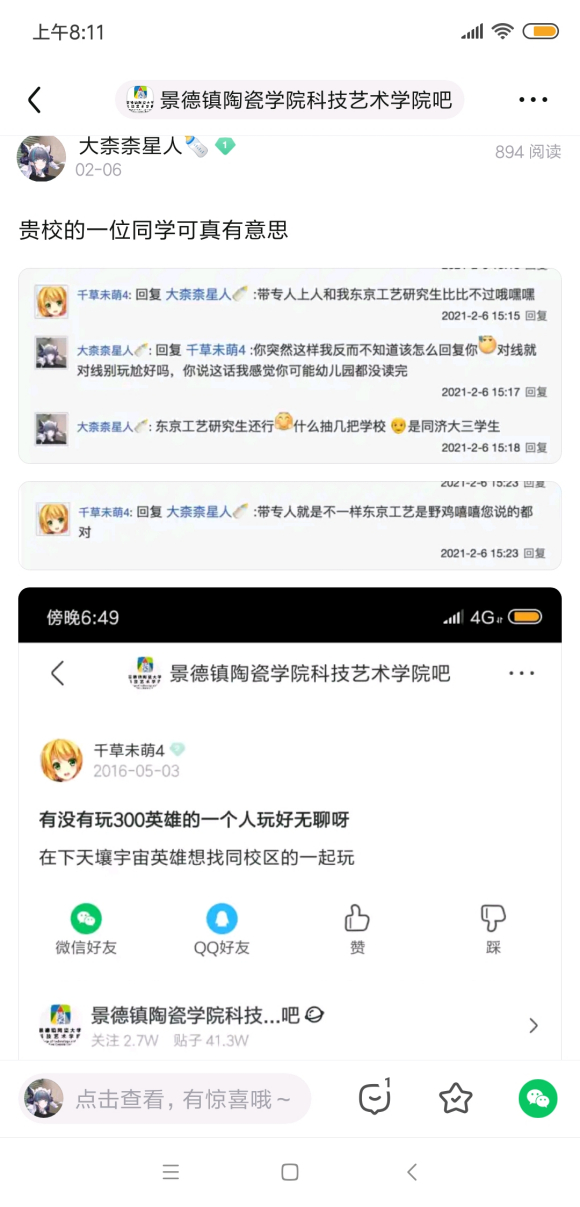 上午8:11
景德镇陶瓷学院科技艺术学院吧
大柰柰星人
1
02-06
894 阅读
贵校的一位同学可真有意思
千草未萌4: 回复 大柰柰星人 :带专人上人和我东京工艺研究生比比不过哦嘿嘿
2021-2-6 15:15 回复
大柰柰星人 : 回复 千草未萌4 :你突然这样我反而不知道该怎么回复你 对线就
对线别玩尬好吗，你说这话我感觉你可能幼儿园都没读完
2021-2-6 15:17 回复
大柰柰星人 : 东京工艺研究生还行 什么抽几把学校 是同济大三学生
2021-2-6 15:18 回复
2021-2-6 15:23 回复
千草未萌4: 回复 大柰柰星人 :带专人就是不一样东京工艺是野鸡嘻嘻您说的都
对
2021-2-6 15:23 回复
傍晚6:49
4G
景德镇陶瓷学院科技艺术学院吧
千草未萌4
2016-05-03
有没有玩300英雄的一个人玩好无聊呀
在下天壤宇宙英雄想找同校区的一起玩
微信好友 QQ好友 赞 踩
景德镇陶瓷学院科技...吧
关注 2.7W 贴子 41.3W
点击查看，有惊喜哦～
1